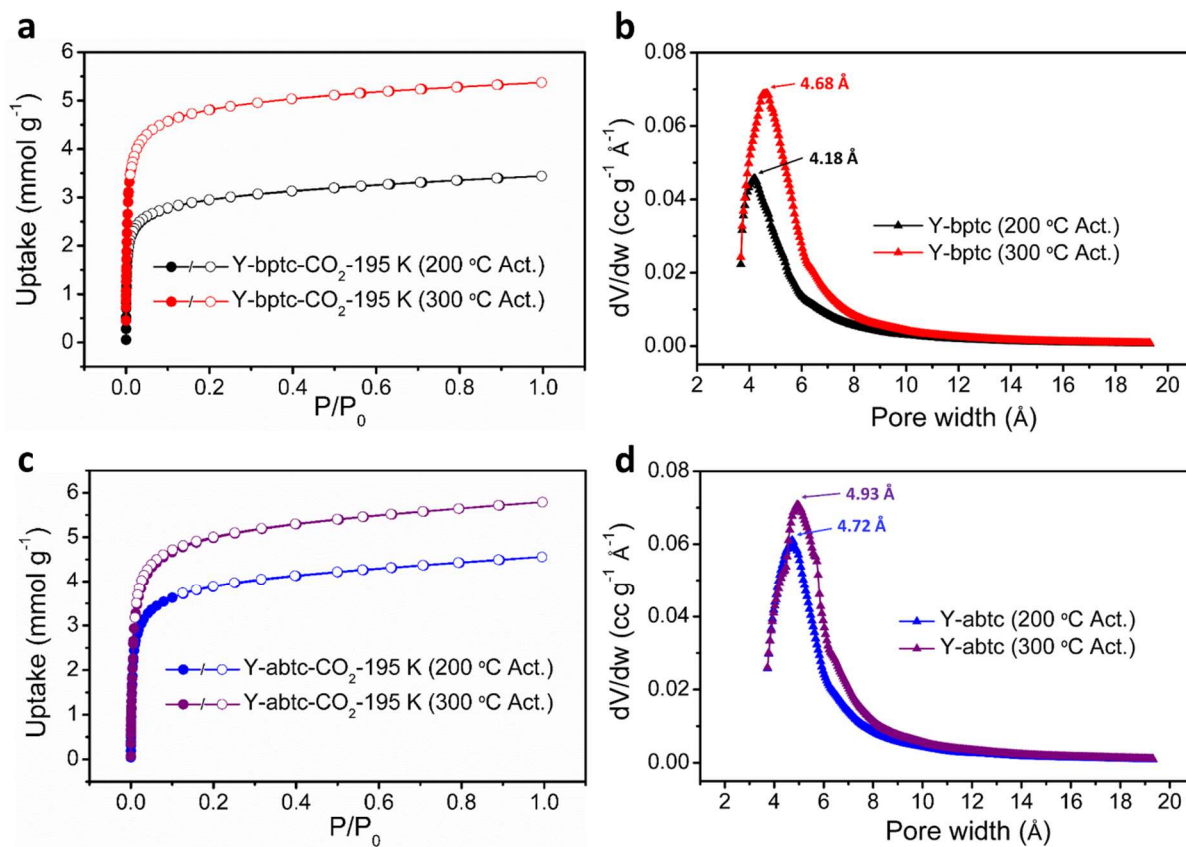 a
6
5
4
3
2
1
0
Uptake (mmol g⁻¹)
Y-bptc-CO₂-195 K (200 °C Act.)
Y-bptc-CO₂-195 K (300 °C Act.)
0.0 0.2 0.4 0.6 0.8 1.0
P/P₀
b
0.08
0.06
0.04
0.02
0.00
dV/dw (cc g⁻¹ Å⁻¹)
4.68 Å
4.18 Å
Y-bptc (200 °C Act.)
Y-bptc (300 °C Act.)
2 4 6 8 10 12 14 16 18 20
Pore width (Å)
c
6
5
4
3
2
1
0
Uptake (mmol g⁻¹)
Y-abtc-CO₂-195 K (200 °C Act.)
Y-abtc-CO₂-195 K (300 °C Act.)
0.0 0.2 0.4 0.6 0.8 1.0
P/P₀
d
0.08
0.06
0.04
0.02
0.00
dV/dw (cc g⁻¹ Å⁻¹)
4.93 Å
4.72 Å
Y-abtc (200 °C Act.)
Y-abtc (300 °C Act.)
2 4 6 8 10 12 14 16 18 20
Pore width (Å)